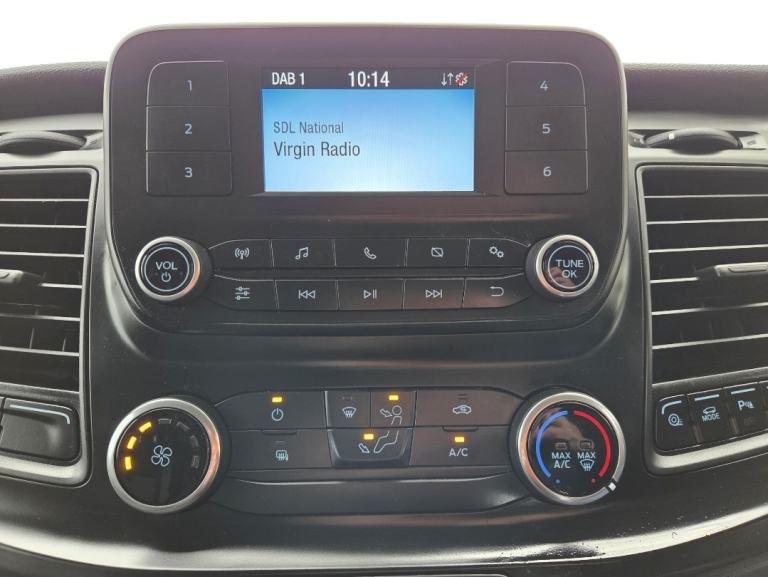 DAB 1 10:14
1
4
SDL National
2
5
Virgin Radio
3
6
VOL
TUNE
OK
A/C
MAX
A/C
MAX
MODE
P